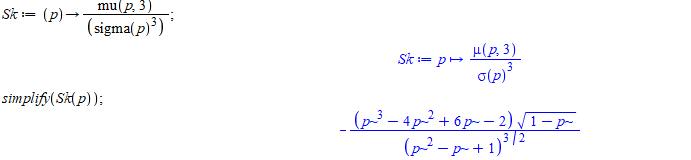 Sk := (p) → mu(p, 3) / (sigma(p)^3);
Sk := p ↦ μ(p, 3) / σ(p)^3
simplify(Sk(p));
- (p~^3 − 4 p~^2 + 6 p~ − 2) √(1 − p~) / (p~^2 − p~ + 1)^(3/2)